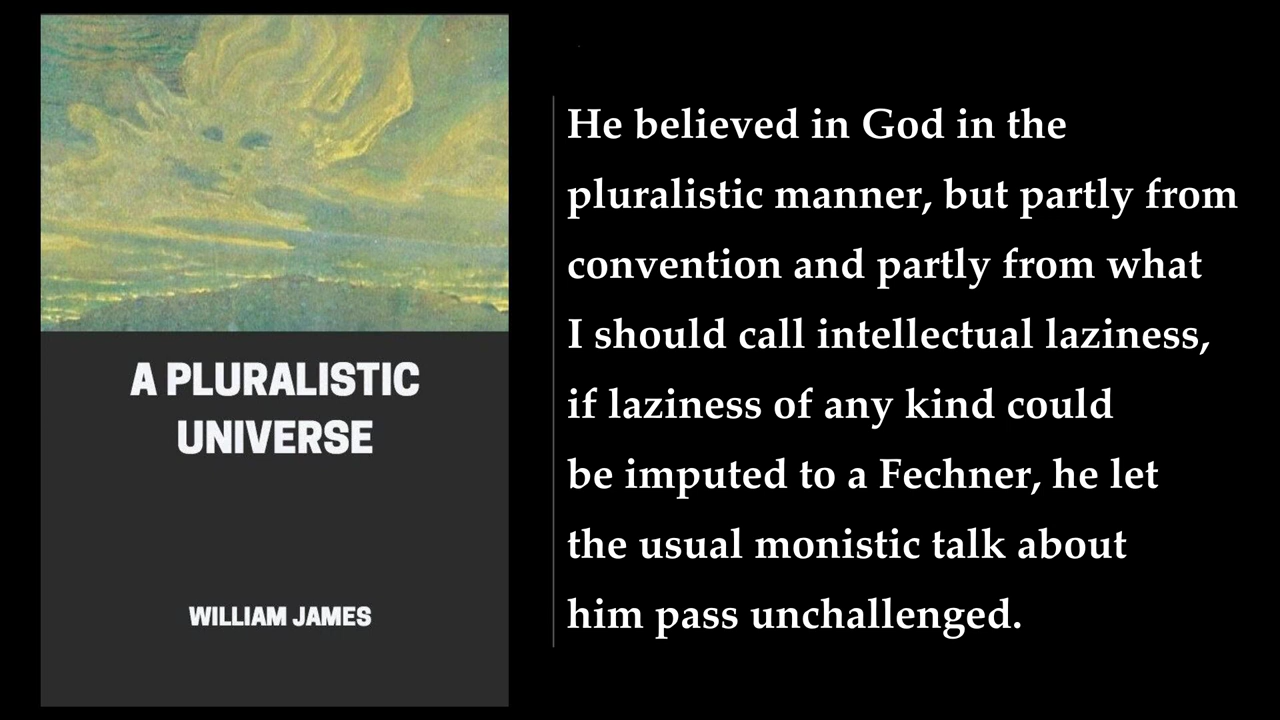 A PLURALISTIC
UNIVERSE
WILLIAM JAMES
He believed in God in the
pluralistic manner, but partly from
convention and partly from what
I should call intellectual laziness,
if laziness of any kind could
be imputed to a Fechner, he let
the usual monistic talk about
him pass unchallenged.